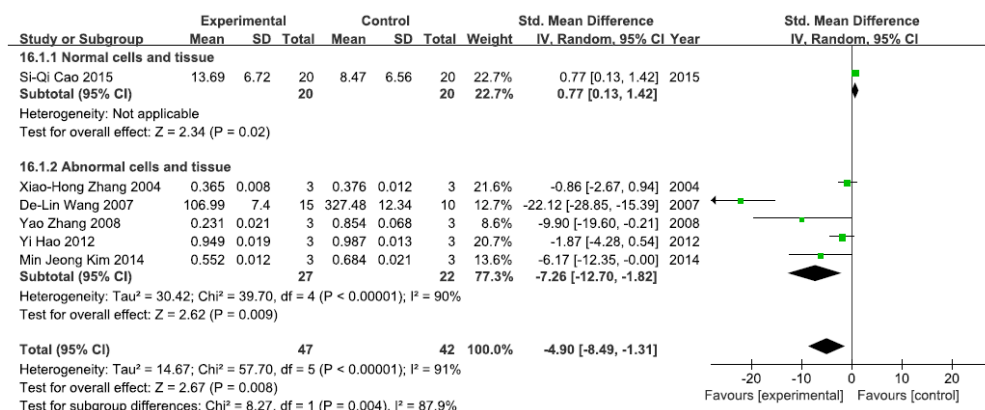 Experimental Control Std. Mean Difference Std. Mean Difference
Study or Subgroup Mean SD Total Mean SD Total Weight IV, Random, 95% CI Year IV, Random, 95% CI
16.1.1 Normal cells and tissue
Si-Qi Cao 2015 13.69 6.72 20 8.47 6.56 20 22.7% 0.77 [0.13, 1.42] 2015
Subtotal (95% CI) 20 20 22.7% 0.77 [0.13, 1.42]
Heterogeneity: Not applicable
Test for overall effect: Z = 2.34 (P = 0.02)
16.1.2 Abnormal cells and tissue
Xiao-Hong Zhang 2004 0.365 0.008 3 0.376 0.012 3 21.6% -0.86 [-2.67, 0.94] 2004
De-Lin Wang 2007 106.99 7.4 15 327.48 12.34 10 3.7% -22.12 [-28.85, -15.39] 2007
Yao Zhang 2008 0.231 0.021 3 0.854 0.068 3 8.6% -9.90 [-19.60, -0.21] 2008
Yi Hao 2012 0.949 0.019 3 0.987 0.013 3 20.7% -1.87 [-4.28, 0.54] 2012
Min Jeong Kim 2014 0.552 0.012 3 0.684 0.021 3 13.6% -6.17 [-12.35, -0.00] 2014
Subtotal (95% CI) 27 22 77.3% -7.26 [-12.70, -1.82]
Heterogeneity: Tau² = 30.42; Chi² = 39.70, df = 4 (P < 0.00001); I² = 90%
Test for overall effect: Z = 2.62 (P = 0.009)
Total (95% CI) 47 42 100.0% -4.90 [-8.49, -1.31]
Heterogeneity: Tau² = 14.67; Chi² = 57.70, df = 5 (P < 0.00001); I² = 91%
Test for overall effect: Z = 2.67 (P = 0.008)
Test for subgroup differences: Chi² = 8.27, df = 1 (P = 0.004), I² = 87.9%
-20 -10 0 10 20
Favours [experimental] Favours [control]